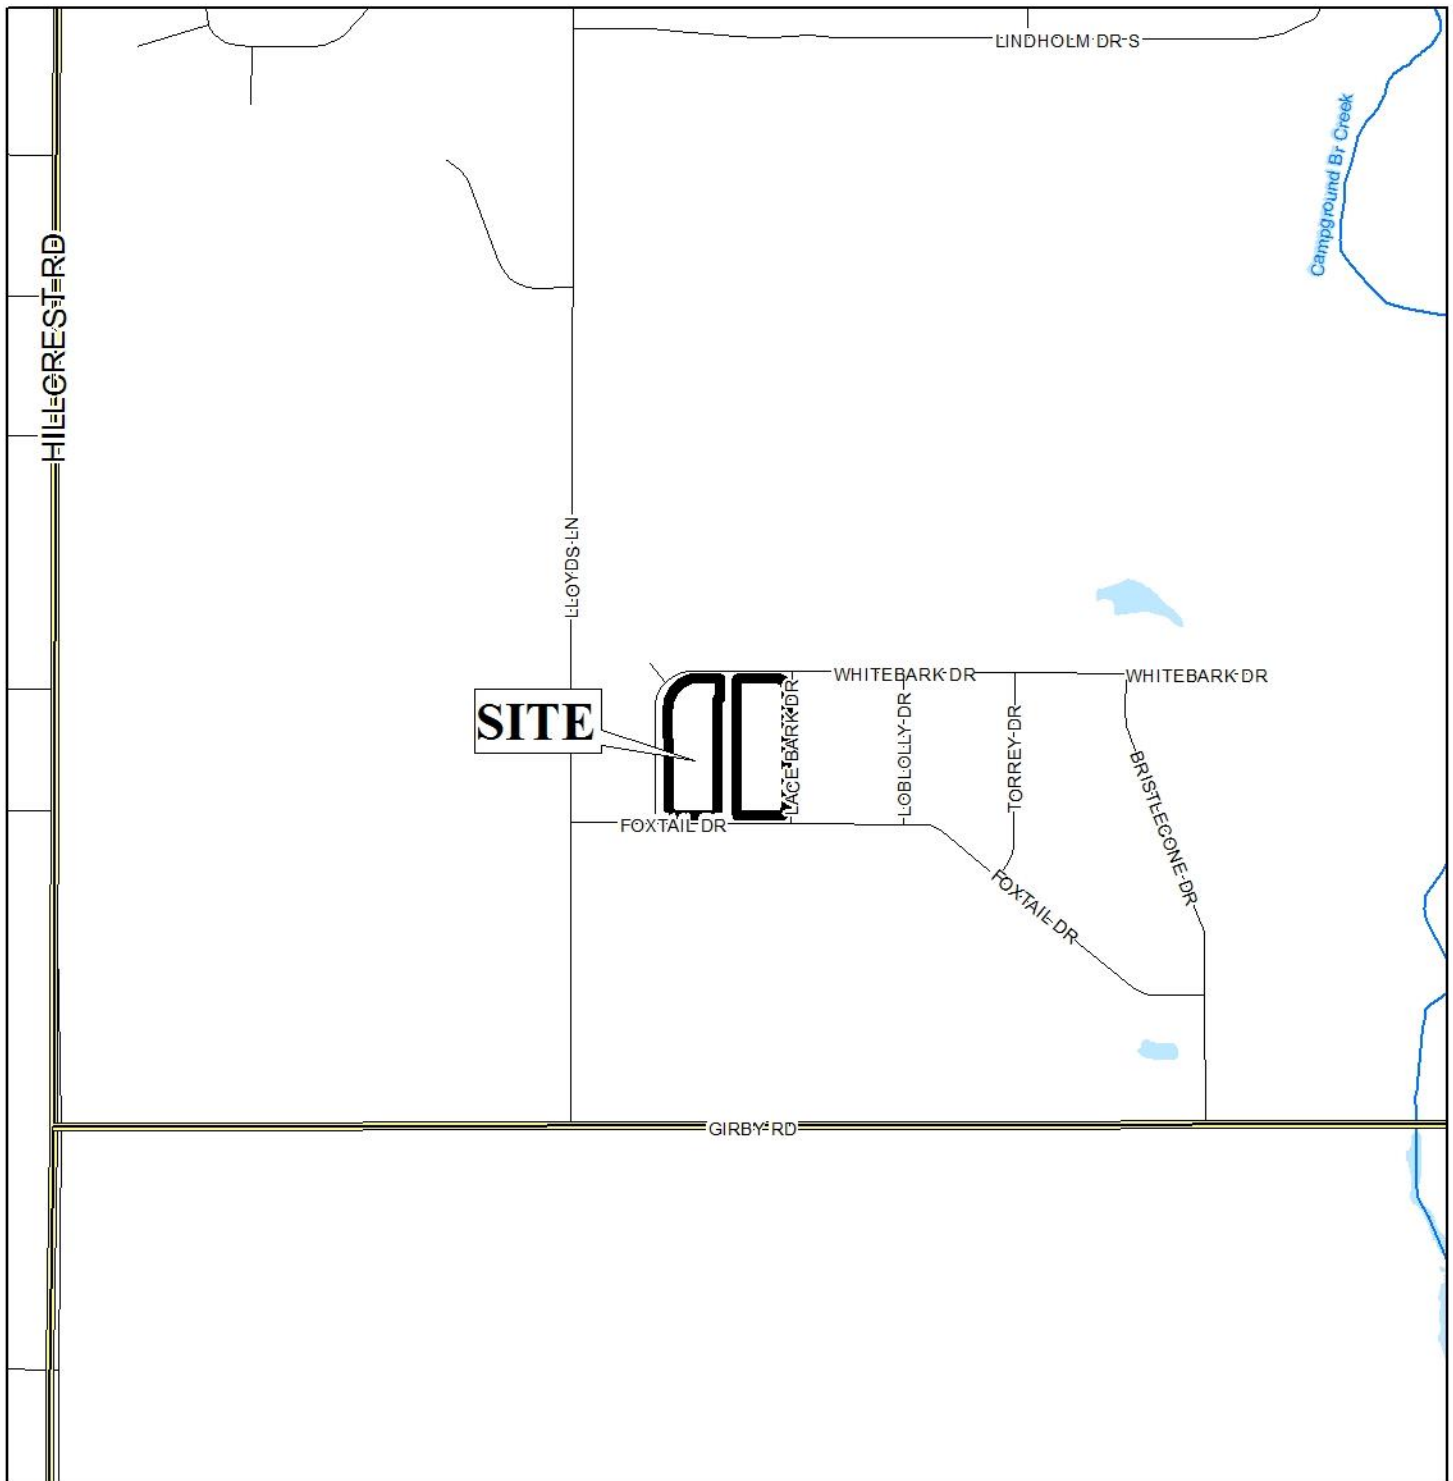 LINDHOLM DR S
Campground Br Creek
HILLCREST RD
LLOYDS LN
WHITEBARK DR
WHITEBARK DR
SITE
LACE BARK DR
LOBLOLLY DR
TORREY DR
BRISTLECONE DR
FOXTAIL DR
FOXTAIL DR
GIRBY RD